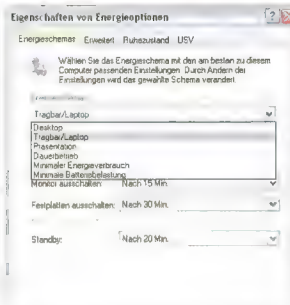 Eigenschaften von Energieoptionen
Energieschemas Erweitert Ruhezustand USV
Wählen Sie das Energieschema mit den am besten zu diesem
Computer passenden Einstellungen. Durch Ändern der
Einstellungen wird das gewählte Schema verändert.
Tragbar/Laptop
Desktop
Tragbar/Laptop
Präsentation
Dauerbetrieb
Minimaler Energieverbrauch
Minimale Batteriebelastung
Monitor ausschalten: Nach 15 Min.
Festplatten ausschalten: Nach 30 Min.
Standby: Nach 20 Min.